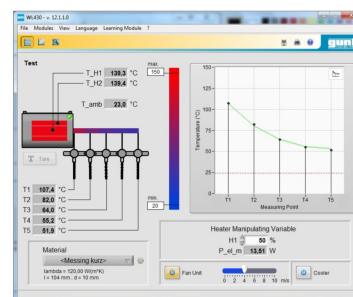 WL430 - v. 12.1.1.0
File Modules View Language Learning Module ?
gunt
Test
T_H1 139,3 °C
T_H2 139,4 °C
T_amb 23,0 °C
Tare
T1 107,4 °C
T2 82,0 °C
T3 64,0 °C
T4 55,2 °C
T5 51,9 °C
max.
150
min.
20
Material
<Messing kurz>
lambda = 120,00 W/(m*K)
l = 104 mm , d = 10 mm
Temperature (°C)
150
125
100
75
50
25
0
T1 T2 T3 T4 T5
Measuring Point
Heater Manipulating Variable
H1 50 %
P_el_m 13,51 W
Fan Unit
0 2 4 6 8 10 m/s
Cooler